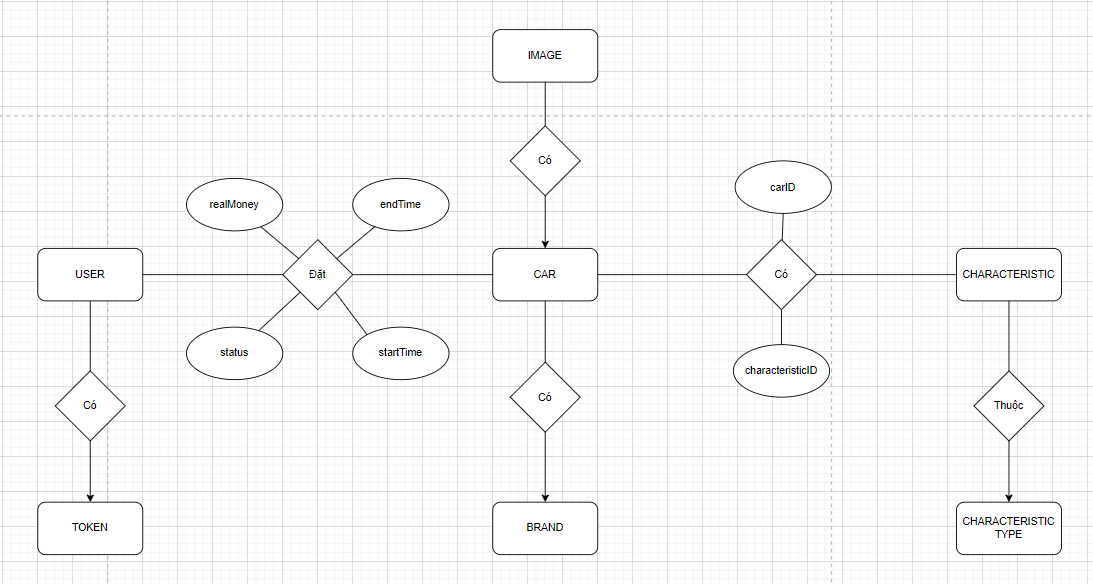 IMAGE
Có
carID
realMoney
endTime
USER
Đặt
CAR
Có
CHARACTERISTIC
status
startTime
characteristicID
Có
Có
Thuộc
TOKEN
BRAND
CHARACTERISTIC
TYPE